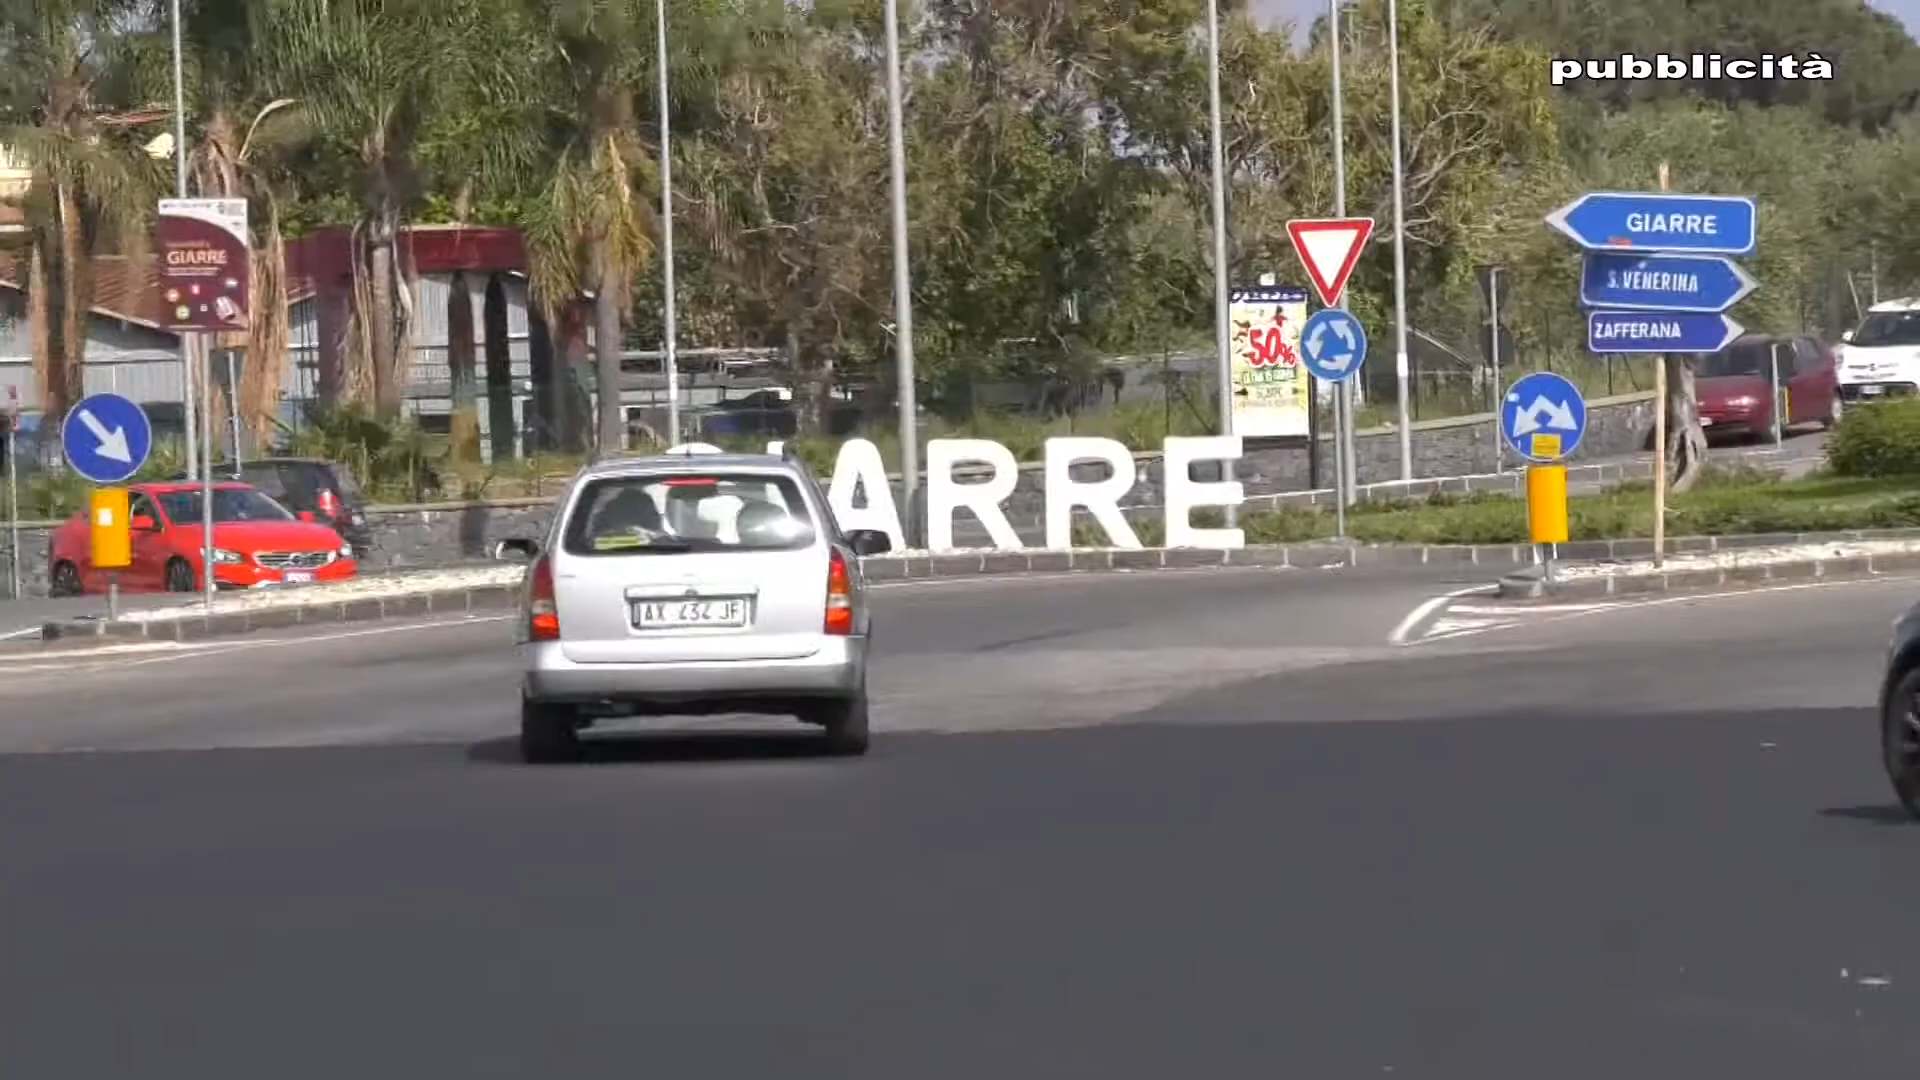 pubblicità
GIARRE
S. VENERINA
ZAFFERANA
GIARRE
50%
ARRE
AX 434 JF